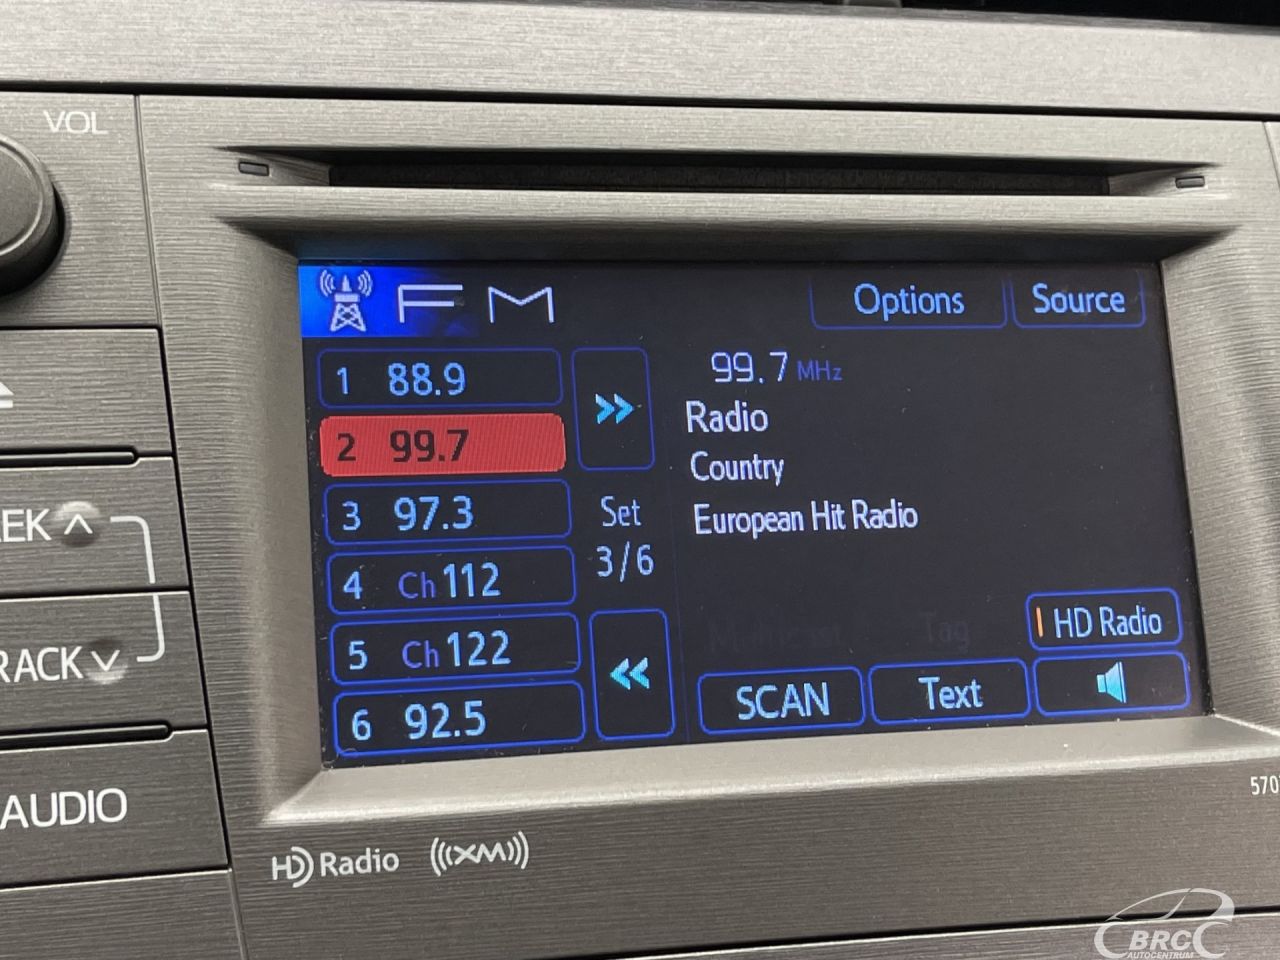 VOL
FM
Options
Source
1 88.9
2 99.7
3 97.3
4 Ch 112
5 Ch 122
6 92.5
>>
Set
3/6
<<
99.7 MHz
Radio
Country
European Hit Radio
Tag
HD Radio
SCAN
Text
EEK
RACK
AUDIO
HD Radio
XM
570
BRC
AUTOCENTRUM